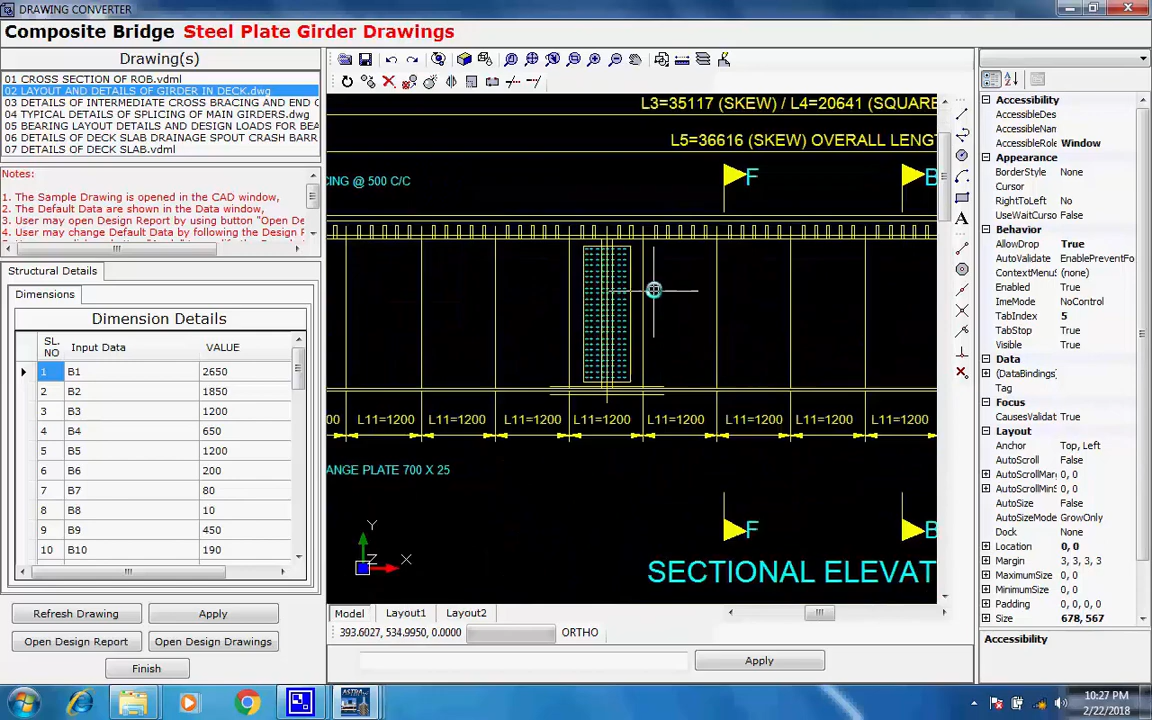 DRAWING CONVERTER
Composite Bridge Steel Plate Girder Drawings
Drawing(s)
01 CROSS SECTION OF ROB.vdml
02 LAYOUT AND DETAILS OF GIRDER IN DECK.dwg
03 DETAILS OF INTERMEDIATE CROSS BRACING AND END C
04 TYPICAL DETAILS OF SPLICING OF MAIN GIRDERS.dwg
05 BEARING LAYOUT DETAILS AND DESIGN LOADS FOR BEA
06 DETAILS OF DECK SLAB DRAINAGE SPOUT CRASH BARR
07 DETAILS OF DECK SLAB.vdml
Notes:
1. The Sample Drawing is opened in the CAD window,
2. The Default Data are shown in the Data window,
3. User may open Design Report by using button "Open De
4. User may change Default Data by following the Design
Structural Details
Dimensions
Dimension Details
SL. NO Input Data VALUE
1 B1 2650
2 B2 1850
3 B3 1200
4 B4 650
5 B5 1200
6 B6 200
7 B7 80
8 B8 10
9 B9 450
10 B10 190
Refresh Drawing Apply
Open Design Report Open Design Drawings
Finish
L3=35117 (SKEW) / L4=20641 (SQUARE
L5=36616 (SKEW) OVERALL LENG
CING @ 500 C/C
F B
L11=1200 L11=1200 L11=1200 L11=1200 L11=1200 L11=1200 L11=1200
ANGE PLATE 700 X 25
F B
SECTIONAL ELEVAT
Y
Z X
Model Layout1 Layout2
393.6027, 534.9950, 0.0000 ORTHO
Apply
Accessibility
AccessibleDes
AccessibleNam
AccessibleRole Window
Appearance
BorderStyle None
Cursor
RightToLeft No
UseWaitCursor False
Behavior
AllowDrop True
AutoValidate EnablePreventFo
ContextMenuS (none)
Enabled True
ImeMode NoControl
TabIndex 5
TabStop True
Visible True
Data
(DataBindings)
Tag
Focus
CausesValidat True
Layout
Anchor Top, Left
AutoScroll False
AutoScrollMar 0, 0
AutoScrollMinS 0, 0
AutoSize False
AutoSizeMode GrowOnly
Dock None
Location 0, 0
Margin 3, 3, 3, 3
MaximumSize 0, 0
MinimumSize 0, 0
Padding 0, 0, 0, 0
Size 678, 567
Accessibility
ASTRA
10:27 PM
2/22/2018